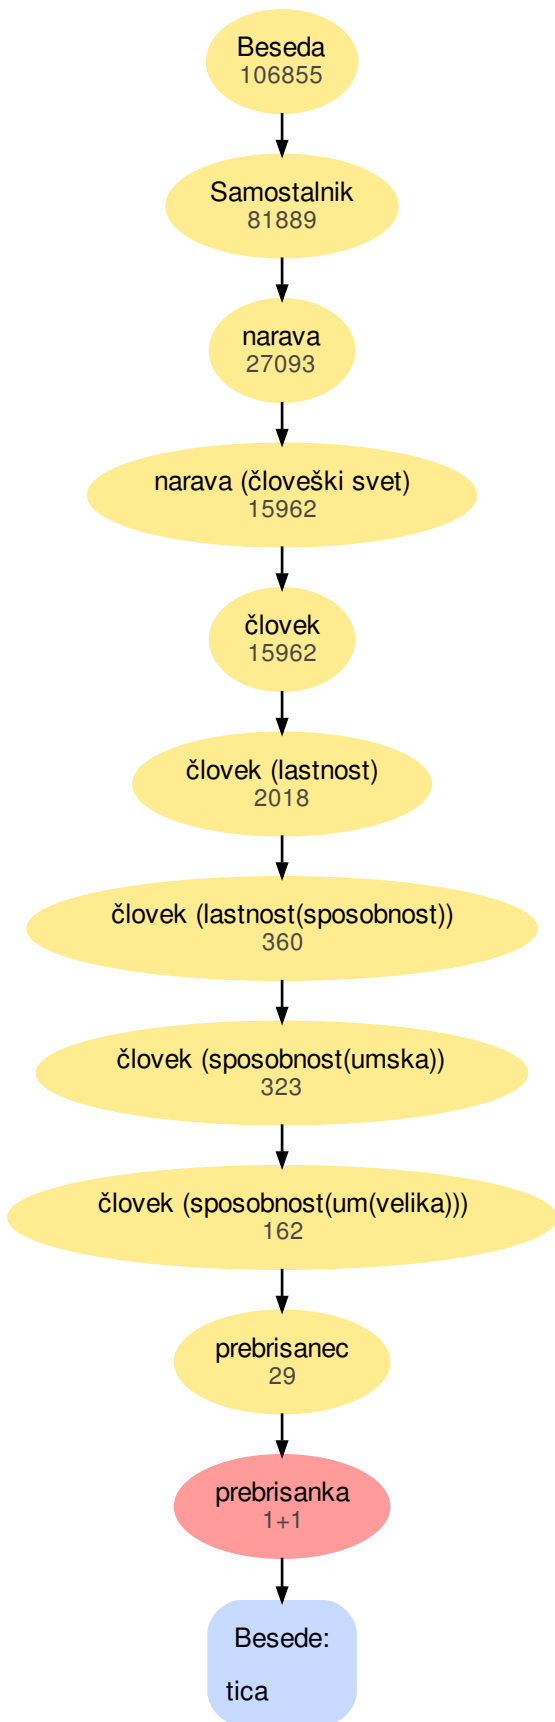 Beseda
106855
Samostalnik
81889
narava
27093
narava (človeški svet)
15962
človek
15962
človek (lastnost)
2018
človek (lastnost(sposobnost))
360
človek (sposobnost(umska))
323
človek (sposobnost(um(velika)))
162
prebrisanec
29
prebrisanka
1+1
Besede:
tica